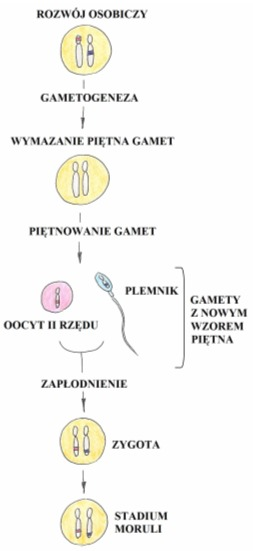 ROZWÓJ OSOBICZY
GAMETOGENEZA
WYMAZANIE PIĘTNA GAMET
PIĘTNOWANIE GAMET
PLEMNIK
OOCYT II RZĘDU
GAMETY
Z NOWYM
WZOREM
PIĘTNA
ZAPŁODNIENIE
ZYGOTA
STADIUM
MORULI